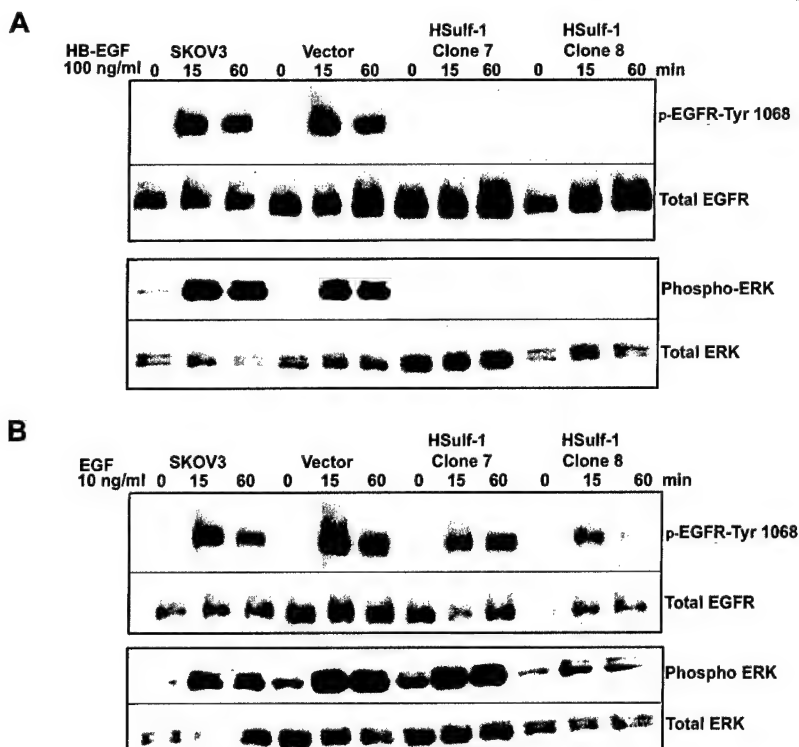 A
HB-EGF
100 ng/ml
SKOV3
Vector
HSulf-1
Clone 7
HSulf-1
Clone 8
0 15 60 0 15 60 0 15 60 0 15 60 min
p-EGFR-Tyr 1068
Total EGFR
Phospho-ERK
Total ERK
B
EGF
10 ng/ml
SKOV3
Vector
HSulf-1
Clone 7
HSulf-1
Clone 8
0 15 60 0 15 60 0 15 60 0 15 60 min
p-EGFR-Tyr 1068
Total EGFR
Phospho ERK
Total ERK